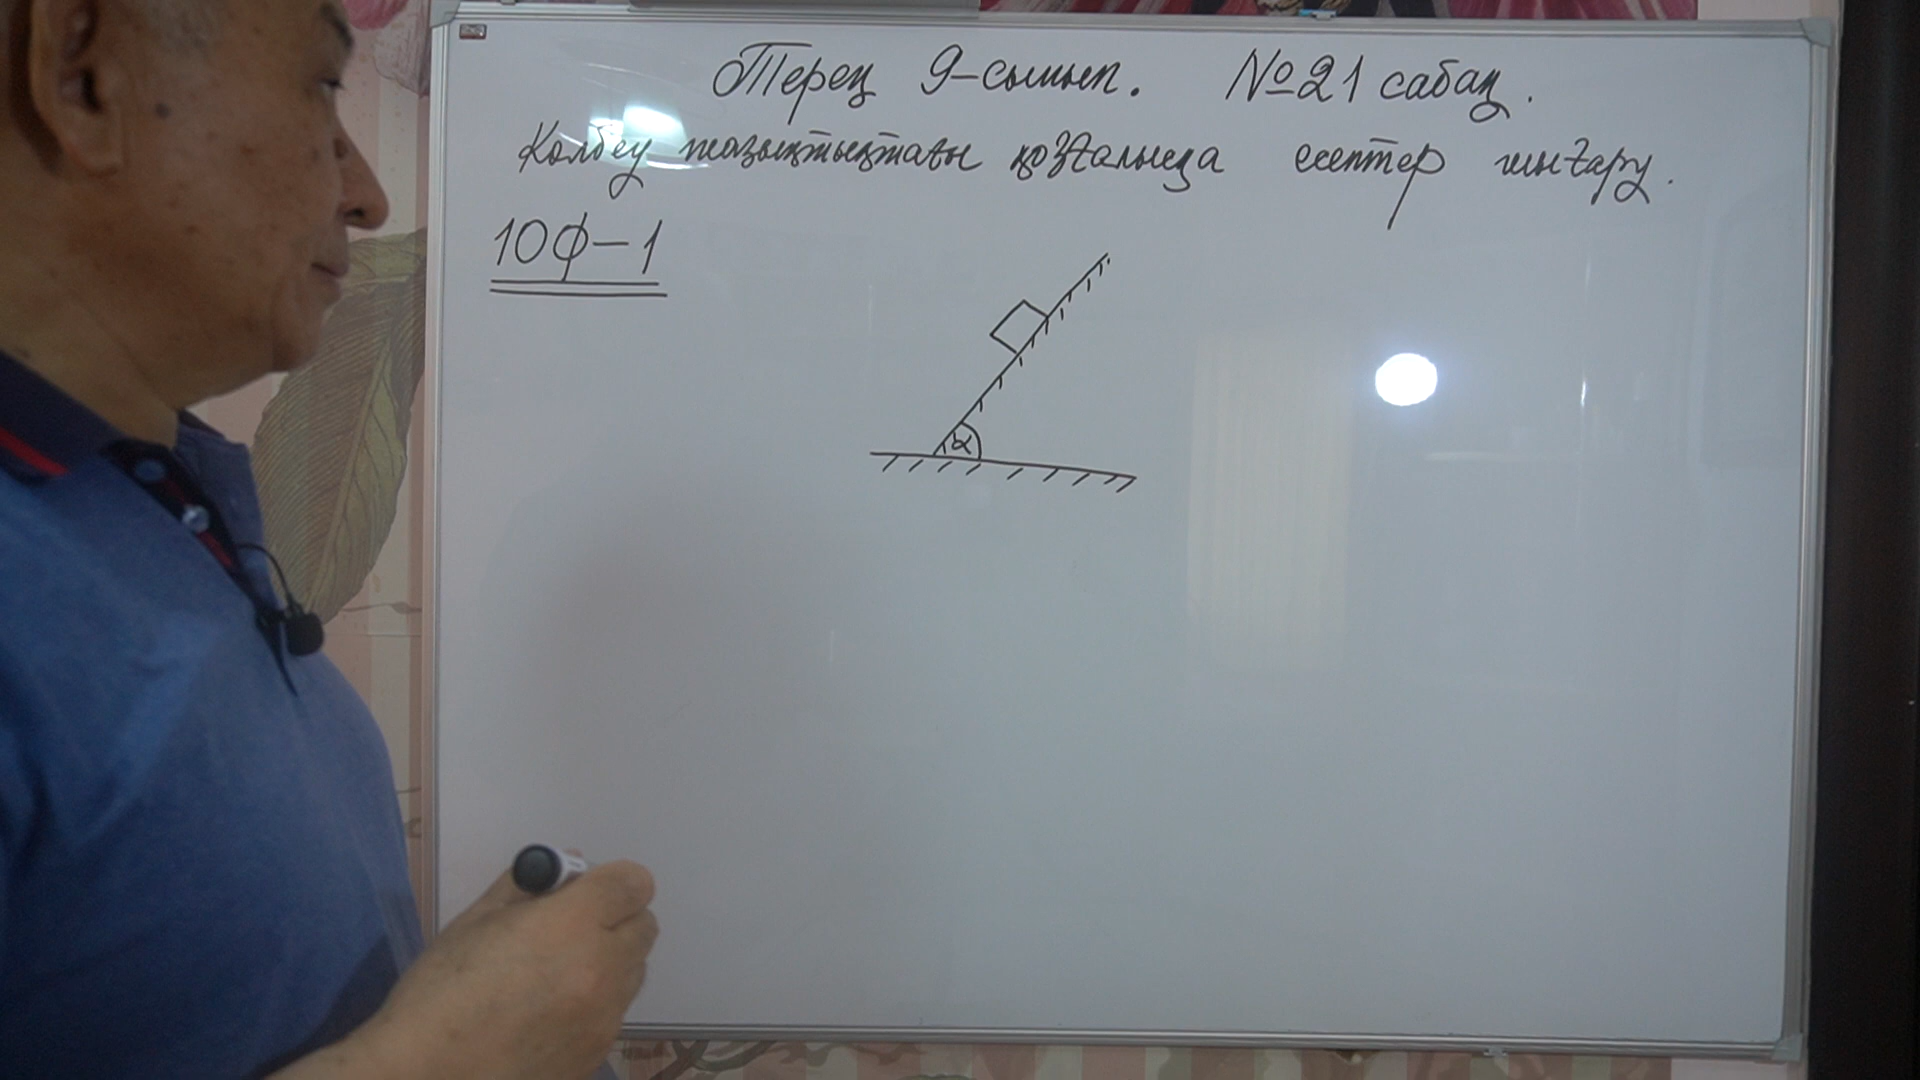 Терең 9-сынып. №21 сабақ.
Көлбеу жазықтықтағы қозғалысқа есептер шығару.
10ф-1
α